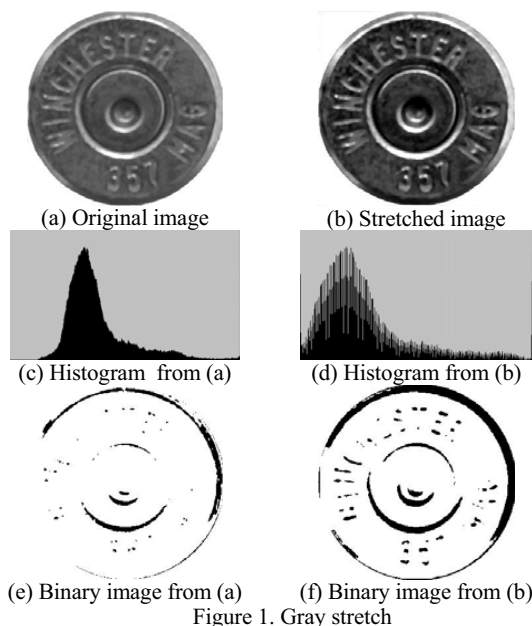 WINCHESTER
MAG
357
WINCHESTER
MAG
357
(a) Original image
(b) Stretched image
(c) Histogram from (a)
(d) Histogram from (b)
(e) Binary image from (a)
(f) Binary image from (b)
Figure 1. Gray stretch